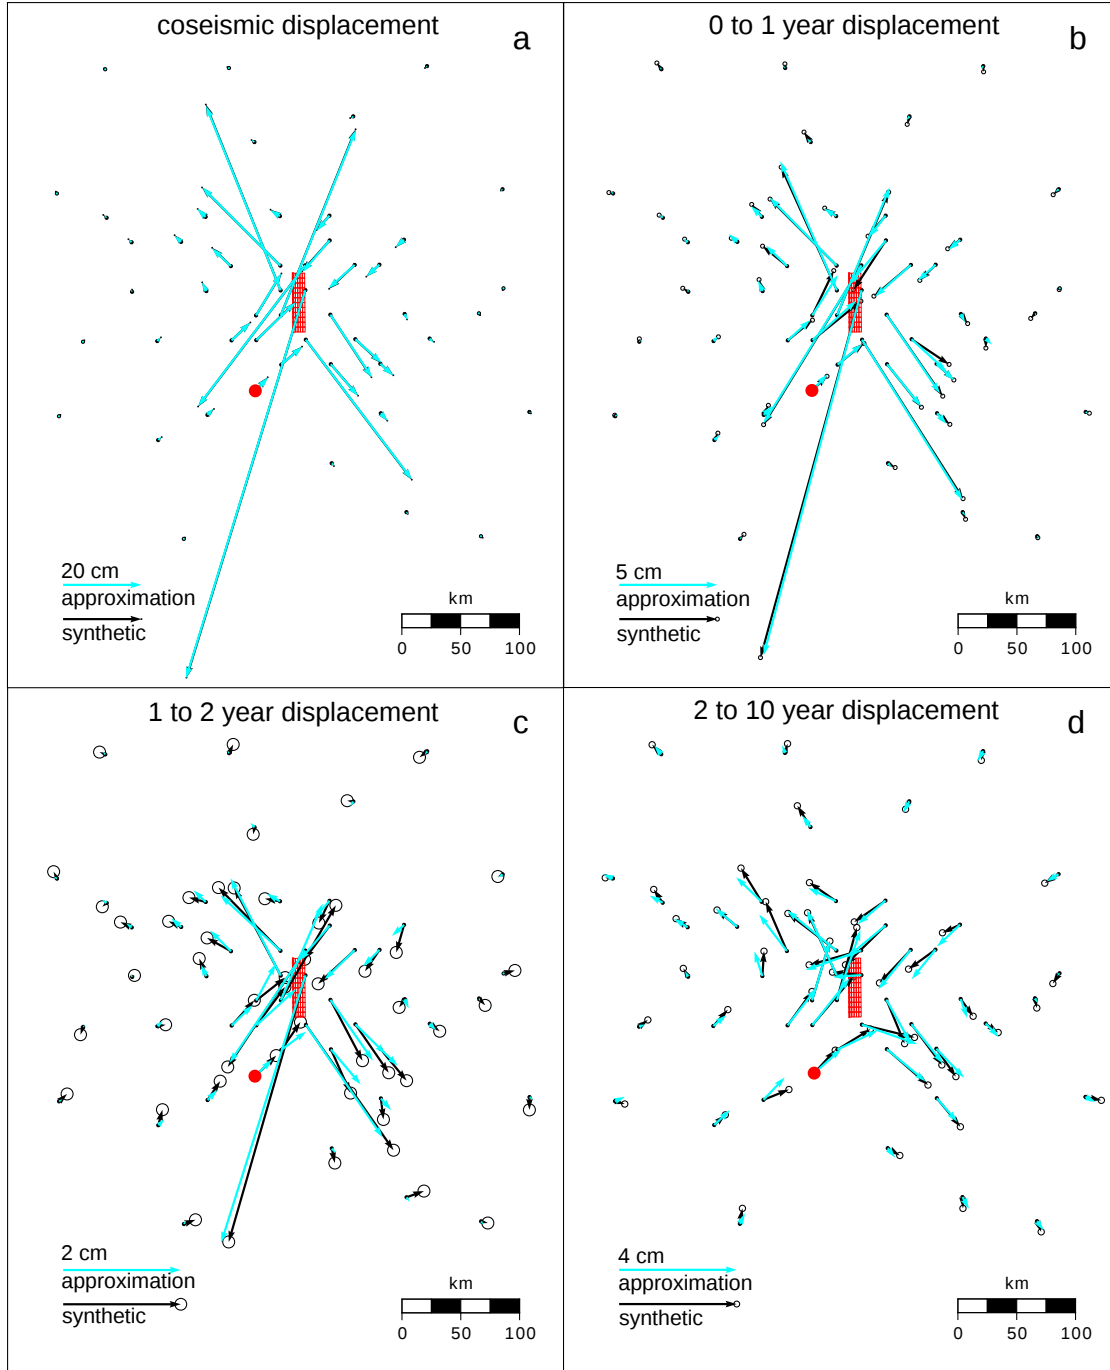 coseismic displacement
a
20 cm
approximation
synthetic
km
0 50 100
0 to 1 year displacement
b
5 cm
approximation
synthetic
km
0 50 100
1 to 2 year displacement
c
2 cm
approximation
synthetic
km
0 50 100
2 to 10 year displacement
d
4 cm
approximation
synthetic
km
0 50 100